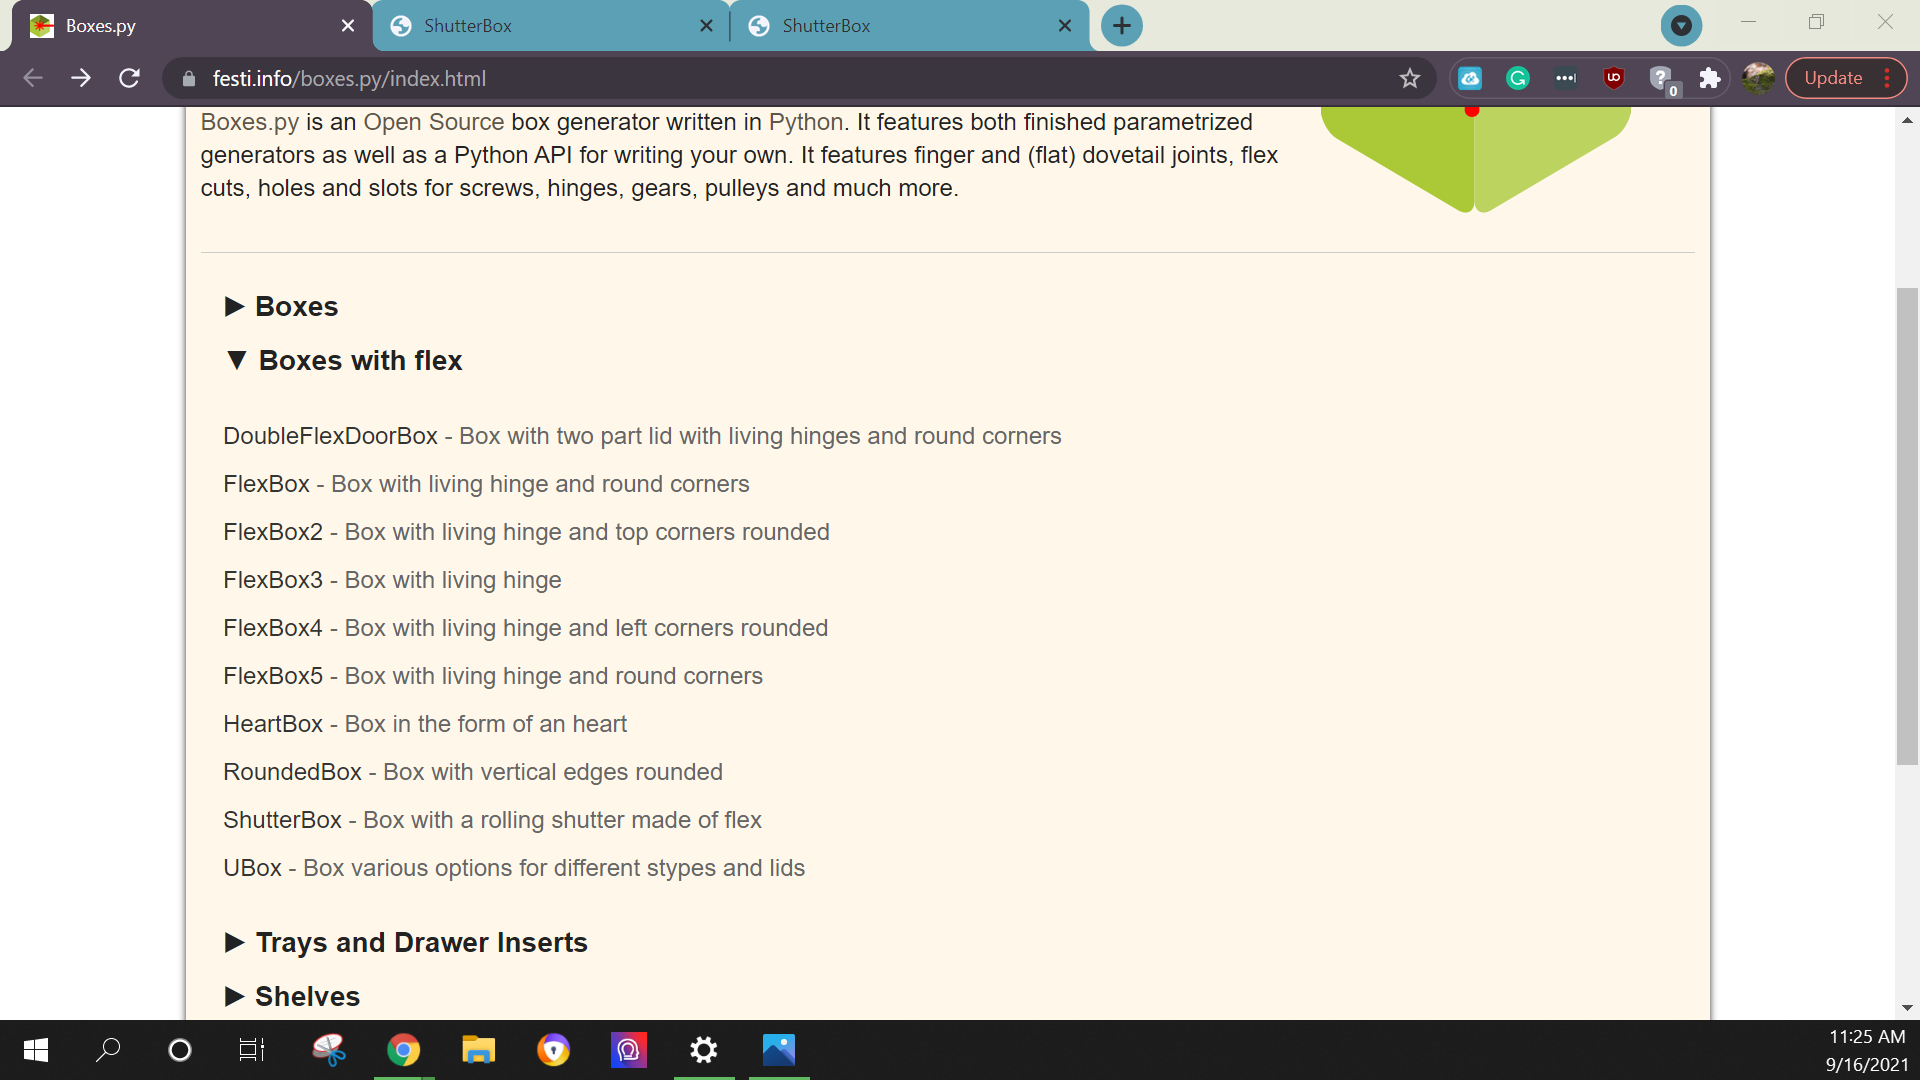 Boxes.py
ShutterBox
ShutterBox
festi.info/boxes.py/index.html
0
Update
Boxes.py is an Open Source box generator written in Python. It features both finished parametrized
generators as well as a Python API for writing your own. It features finger and (flat) dovetail joints, flex
cuts, holes and slots for screws, hinges, gears, pulleys and much more.
▶ Boxes
▼ Boxes with flex
DoubleFlexDoorBox - Box with two part lid with living hinges and round corners
FlexBox - Box with living hinge and round corners
FlexBox2 - Box with living hinge and top corners rounded
FlexBox3 - Box with living hinge
FlexBox4 - Box with living hinge and left corners rounded
FlexBox5 - Box with living hinge and round corners
HeartBox - Box in the form of an heart
RoundedBox - Box with vertical edges rounded
ShutterBox - Box with a rolling shutter made of flex
UBox - Box various options for different stypes and lids
▶ Trays and Drawer Inserts
▶ Shelves
11:25 AM
9/16/2021